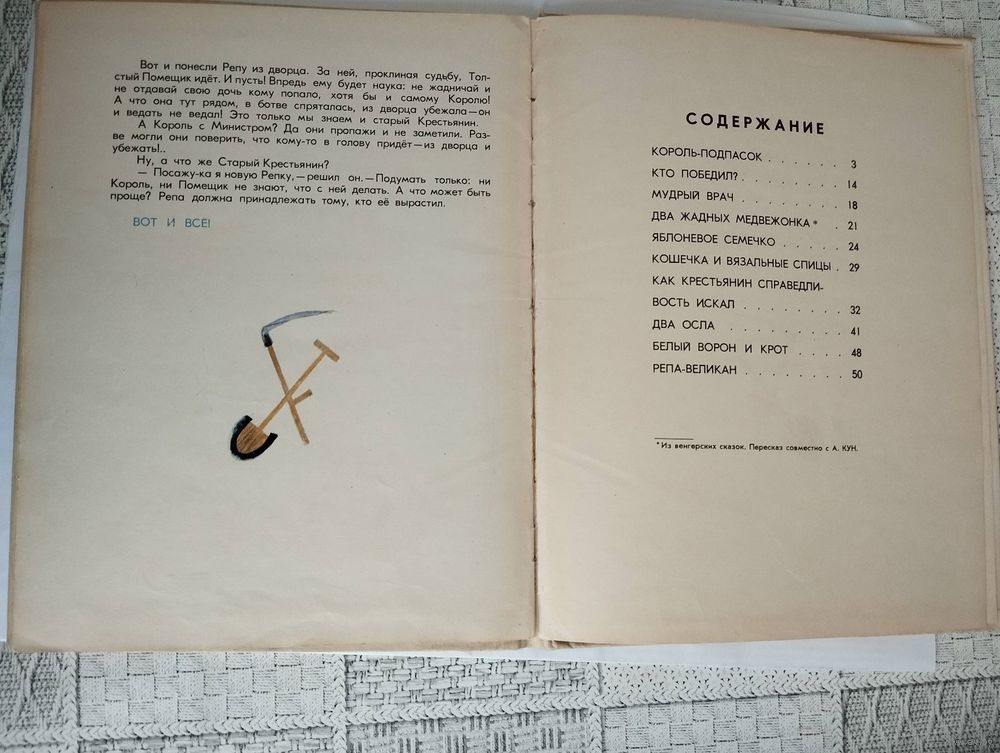 Вот и понесли Репу из дворца. За ней, проклиная судьбу, Тол-
стый Помещик идёт. И пусть! Впредь ему будет наука: не жадничай и
не отдавай свою дочь кому попало, хотя бы и самому Королю!
А что она тут рядом, в ботве спряталась, из дворца убежала—он
и ведать не ведал! Это только мы знаем и старый Крестьянин.
А Король с Министром? Да они пропажи и не заметили. Раз-
ве могли они поверить, что кому-то в голову придёт—из дворца и
убежать!..
Ну, а что же Старый Крестьянин?
— Посажу-ка я новую Репку,—решил он.—Подумать только: ни
Король, ни Помещик не знают, что с ней делать. А что может быть
проще? Репа должна принадлежать тому, кто её вырастил.
ВОТ И ВСЕ!
СОДЕРЖАНИЕ
КОРОЛЬ-ПОДПАСОК . . . . . . 3
КТО ПОБЕДИЛ? . . . . . . . . 14
МУДРЫЙ ВРАЧ . . . . . . . . 18
ДВА ЖАДНЫХ МЕДВЕЖОНКА* . 21
ЯБЛОНЕВОЕ СЕМЕЧКО . . . . . 24
КОШЕЧКА И ВЯЗАЛЬНЫЕ СПИЦЫ . 29
КАК КРЕСТЬЯНИН СПРАВЕДЛИ-
ВОСТЬ ИСКАЛ . . . . . . . . 32
ДВА ОСЛА . . . . . . . . . 41
БЕЛЫЙ ВОРОН И КРОТ . . . . 48
РЕПА-ВЕЛИКАН . . . . . . . . 50
*Из венгерских сказок. Пересказ совместно с А. КУН.